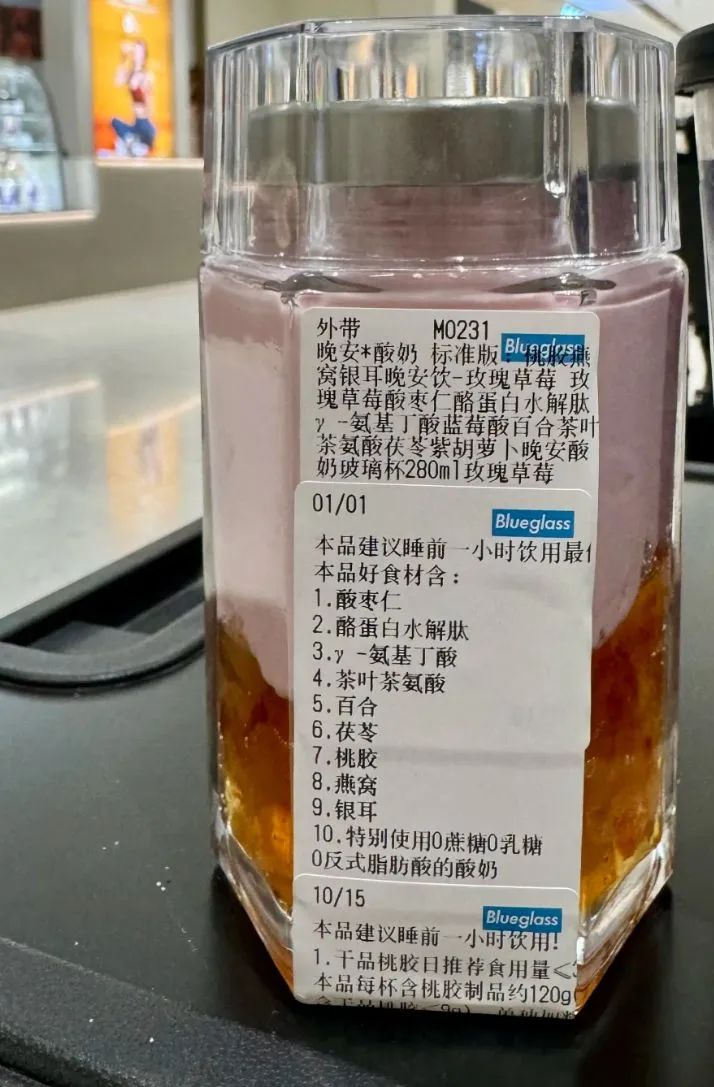 外带 M0231
Blueglass
晚安*酸奶 标准版: 桃胶燕
窝银耳晚安饮-玫瑰草莓 玫
瑰草莓酸枣仁酪蛋白水解肽
γ -氨基丁酸蓝莓酸百合茶叶
茶氨酸茯苓紫胡萝卜晚安酸
奶玻璃杯280ml玫瑰草莓
01/01
Blueglass
本品建议睡前一小时饮用最
本品好食材含:
1.酸枣仁
2.酪蛋白水解肽
3.γ -氨基丁酸
4.茶叶茶氨酸
5.百合
6.茯苓
7.桃胶
8.燕窝
9.银耳
10.特别使用0蔗糖0乳糖
0反式脂肪酸的酸奶
10/15
Blueglass
本品建议睡前一小时饮用!
1.干品桃胶日推荐食用量≤
本品每杯含桃胶制品约120g